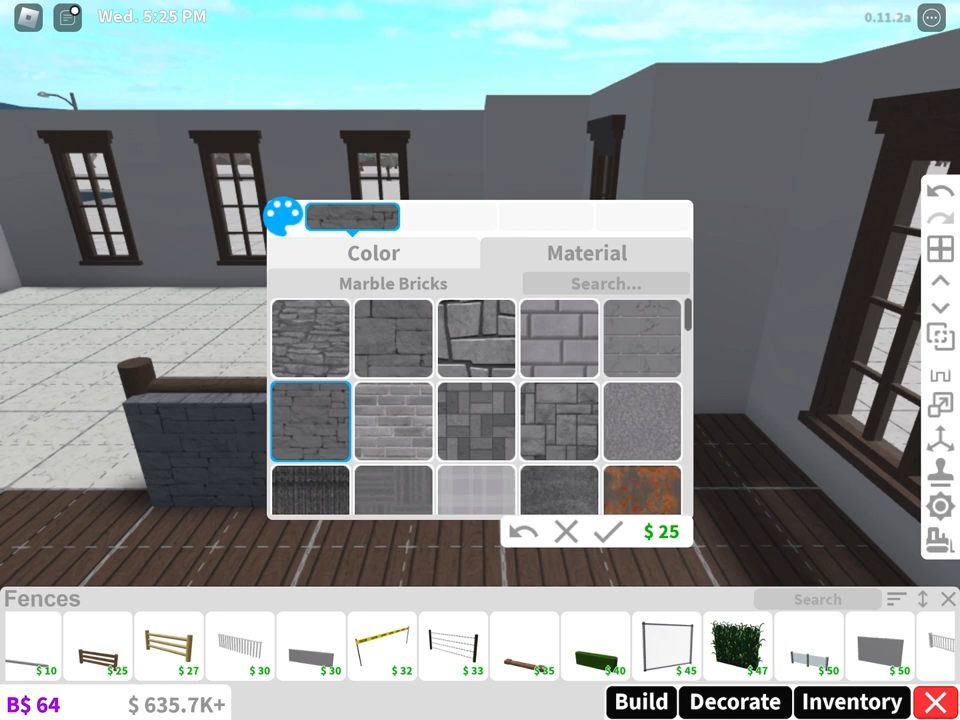 Wed. 5:25 PM
0.11.2a
Color
Material
Marble Bricks
Search...
$ 25
Fences
Search
$ 10
$ 25
$ 27
$ 30
$ 30
$ 32
$ 33
$ 35
$ 40
$ 45
$ 47
$ 50
$ 50
B$ 64
$ 635.7K+
Build
Decorate
Inventory